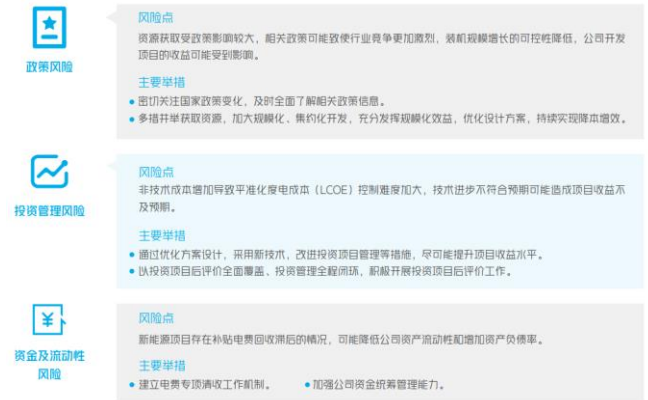 风险点
资源获取受政策影响较大，相关政策可能致使行业竞争更加激烈，装机规模增长的可控性降低，公司开发
项目的收益可能受到影响。
政策风险
主要举措
● 密切关注国家政策变化、及时全面了解相关政策信息。
● 多措并举获取资源，加大规模化、集约化开发，充分发挥规模化效益，优化设计方案，持续实现降本增效。
风险点
非技术成本增加导致平准化度电成本（LCOE）控制难度加大，技术进步不符合预期可能造成项目收益不
及预期。
投资管理风险
主要举措
● 通过优化方案设计、采用新技术、改进投资项目管理等措施，尽可能提升项目收益水平。
● 以投资项目后评价全面覆盖、投资管理全程闭环，积极开展投资项目后评价工作。
风险点
新能源项目存在补贴电费回收滞后的情况，可能降低公司资产流动性和增加资产负债率。
资金及流动性
风险
主要举措
● 建立电费专项清收工作机制。 ● 加强公司资金统筹管理能力。